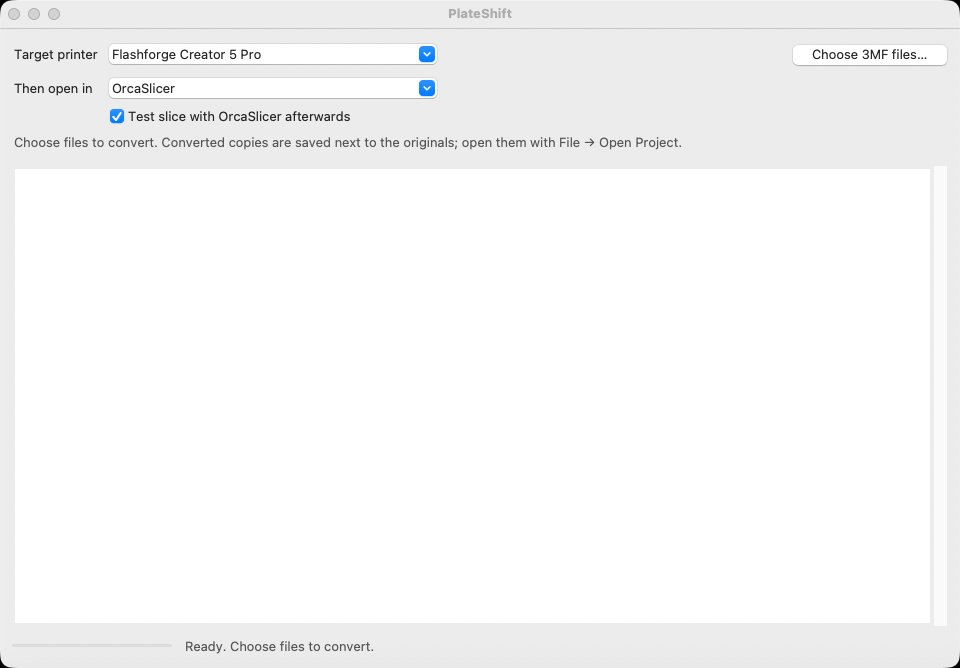 PlateShift
Target printer Flashforge Creator 5 Pro Choose 3MF files...
Then open in OrcaSlicer
Test slice with OrcaSlicer afterwards
Choose files to convert. Converted copies are saved next to the originals; open them with File → Open Project.
Ready. Choose files to convert.